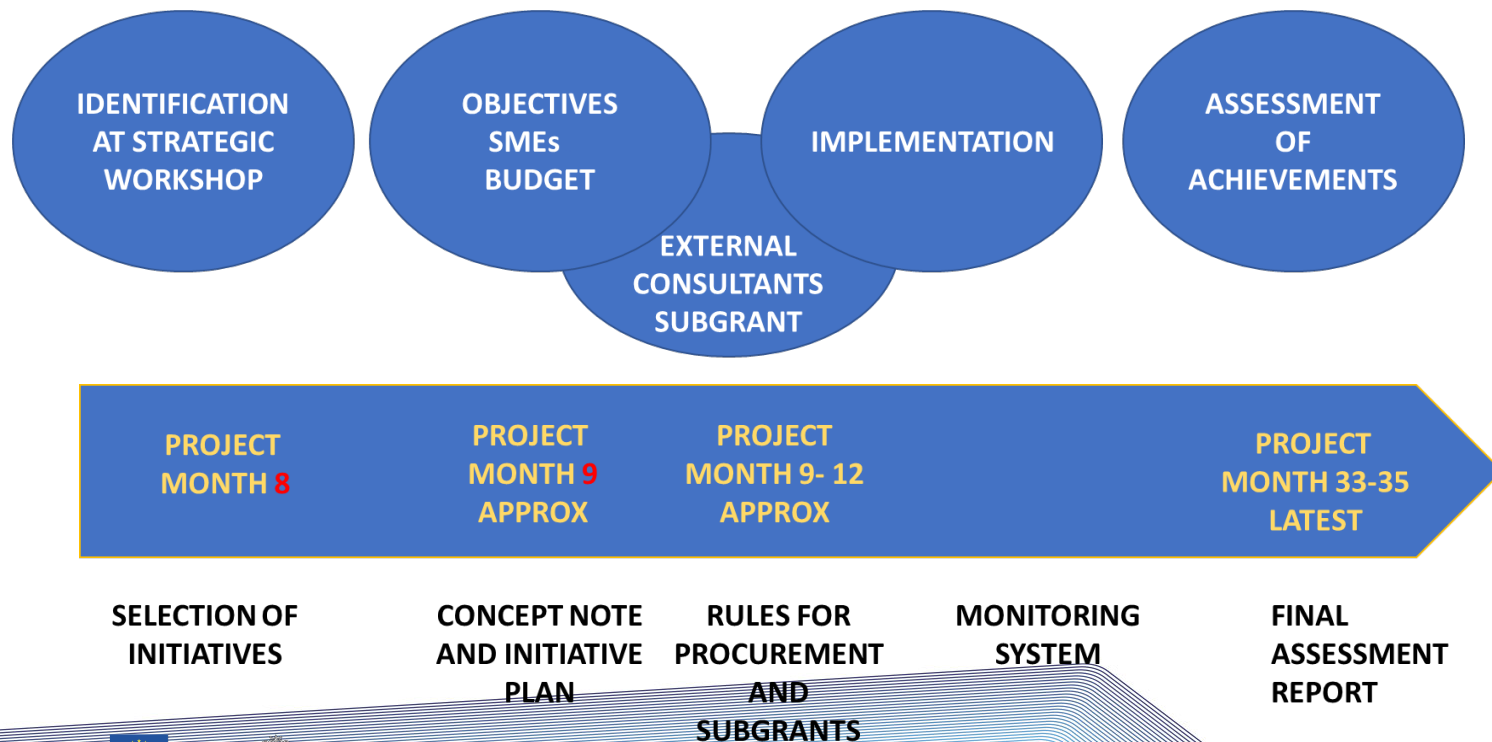 IDENTIFICATION
AT STRATEGIC
WORKSHOP
OBJECTIVES
SMEs
BUDGET
IMPLEMENTATION
ASSESSMENT
OF
ACHIEVEMENTS
EXTERNAL
CONSULTANTS
SUBGRANT
PROJECT
MONTH 8
PROJECT
MONTH 9
APPROX
PROJECT
MONTH 9- 12
APPROX
PROJECT
MONTH 33-35
LATEST
SELECTION OF
INITIATIVES
CONCEPT NOTE
AND INITIATIVE
PLAN
RULES FOR
PROCUREMENT
AND
SUBGRANTS
MONITORING
SYSTEM
FINAL
ASSESSMENT
REPORT